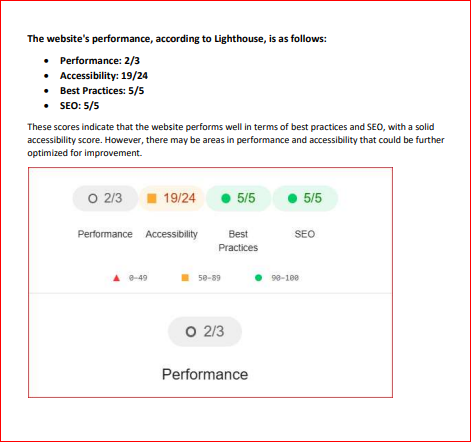 The website's performance, according to Lighthouse, is as follows:
• Performance: 2/3
• Accessibility: 19/24
• Best Practices: 5/5
• SEO: 5/5
These scores indicate that the website performs well in terms of best practices and SEO, with a solid
accessibility score. However, there may be areas in performance and accessibility that could be further
optimized for improvement.
2/3 19/24 5/5 5/5
Performance Accessibility Best SEO
Practices
0–49 50–89 90–100
2/3
Performance